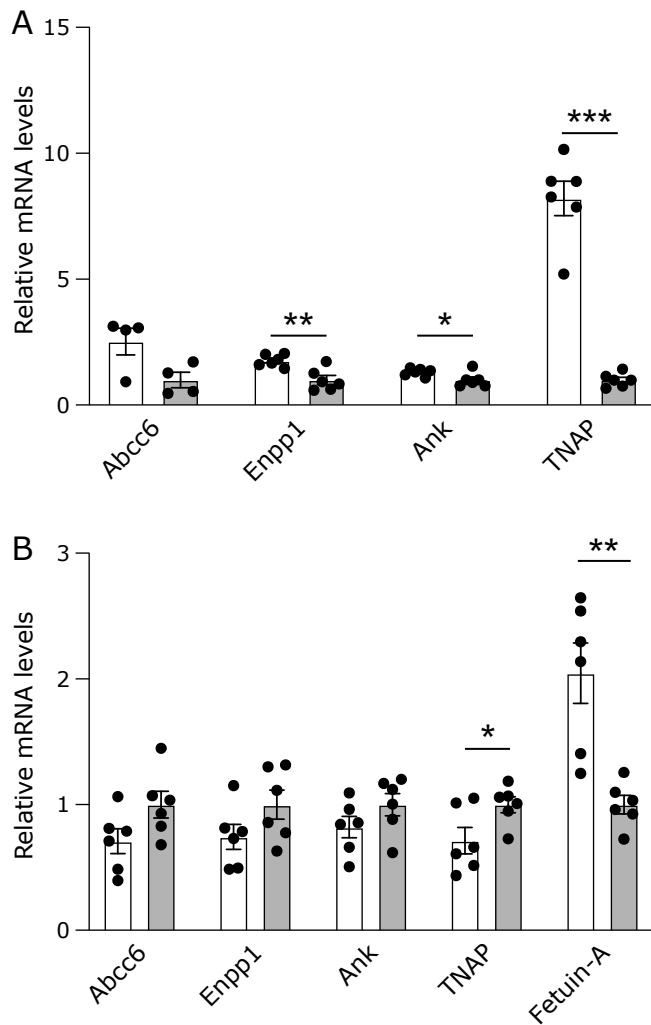 A
Relative mRNA levels
15
10
5
0
***
**
*
Abcc6
Enpp1
Ank
TNAP
B
Relative mRNA levels
3
2
1
0
**
*
Abcc6
Enpp1
Ank
TNAP
Fetuin-A